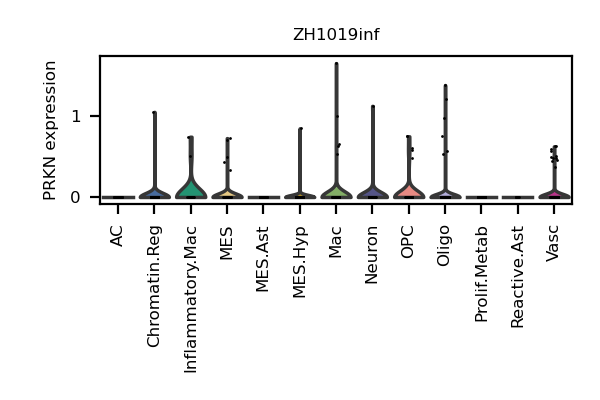 ZH1019inf
PRKN expression
1
0
AC
Chromatin.Reg
Inflammatory.Mac
MES
MES.Ast
MES.Hyp
Mac
Neuron
OPC
Oligo
Prolif.Metab
Reactive.Ast
Vasc